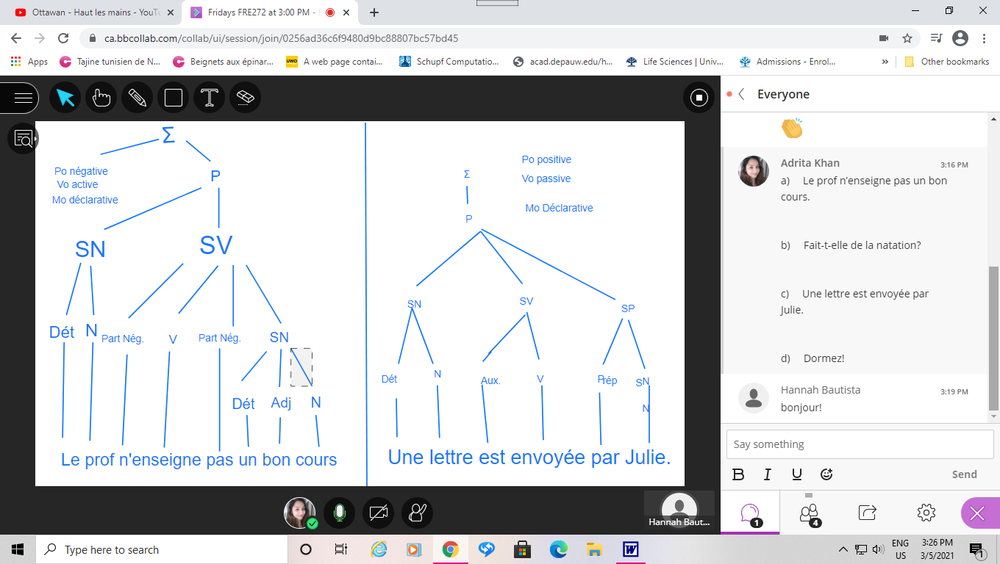 Ottawan - Haut les mains - YouTu
Fridays FRE272 at 3:00 PM -
ca.bbcollab.com/collab/ui/session/join/0256ad36c6f9480d9bc88807bc57bd45
Apps
Tajine tunisien de N...
Beignets aux épinar...
UWO
A web page contai...
Schupf Computatio...
acad.depauw.edu/h...
Life Sciences | Univ...
Admissions - Enrol...
»
Other bookmarks
Σ
Po négative
Vo active
Mo déclarative
P
SN
SV
Dét
N
Part Nég.
V
Part Nég.
SN
Dét
Adj
N
Le prof n'enseigne pas un bon cours
Po positive
Vo passive
Mo Déclarative
Σ
P
SN
SV
SP
Dét
N
Aux.
V
Prép
SN
N
Une lettre est envoyée par Julie.
Hannah Baut...
Everyone
Adrita Khan
3:16 PM
a) Le prof n’enseigne pas un bon
cours.
b) Fait-t-elle de la natation?
c) Une lettre est envoyée par
Julie.
d) Dormez!
Hannah Bautista
3:19 PM
bonjour!
Say something
B I U
Send
1
4
Type here to search
W
ENG
US
3:26 PM
3/5/2021
1